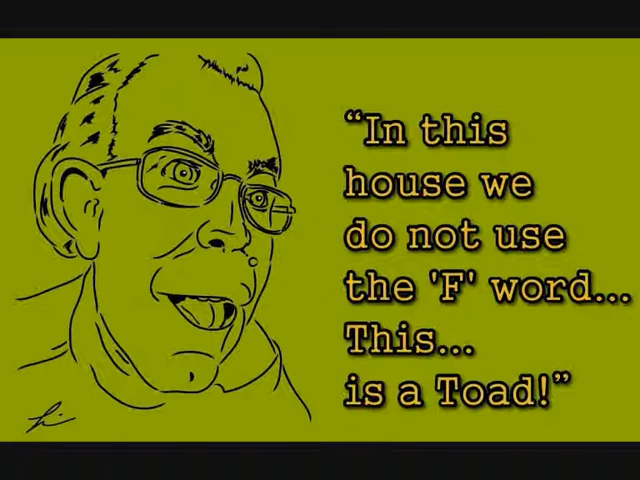 “In this
house we
do not use
the 'F' word...
This...
is a Toad!”